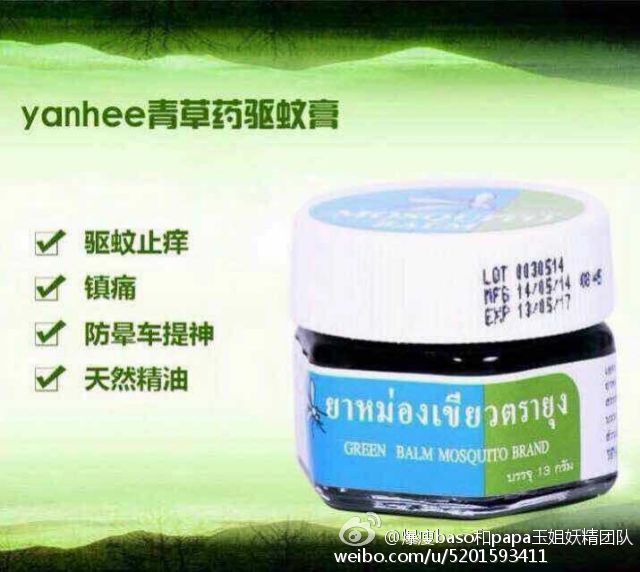 yanhee青草药驱蚊膏
驱蚊止痒
镇痛
防晕车提神
天然精油
MOSQUITO
BALM
LOT 0030514
MFG 14/05/14 08:45
EXP 13/05/17
ยาหม่องเขียวตรายุง
GREEN BALM MOSQUITO BRAND
บรรจุ 13 กรัม
@爆瘦baso和papa玉姐妖精团队
weibo.com/u/5201593411